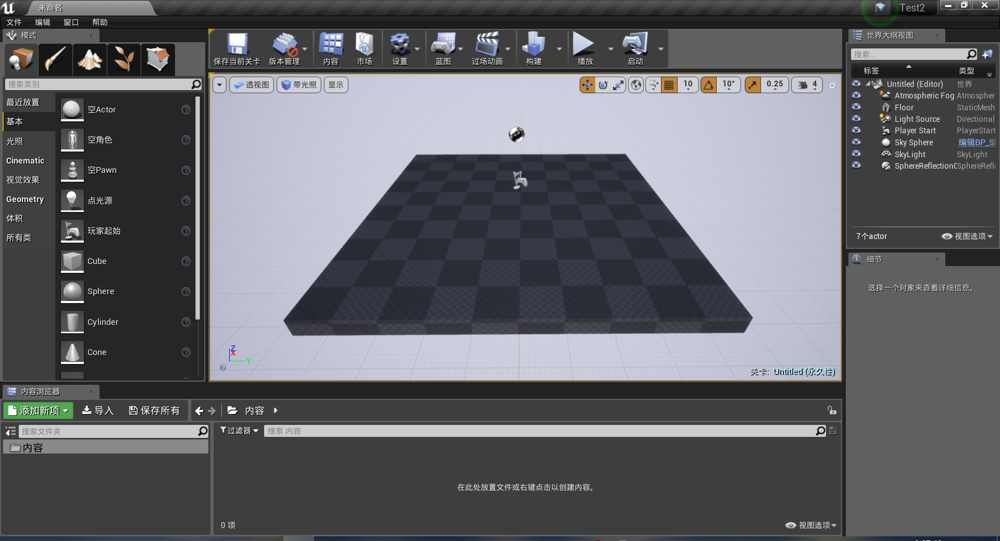 未命名
Test2
文件 编辑 窗口 帮助
模式
搜索类别
最近放置
基本
光照
Cinematic
视觉效果
Geometry
体积
所有类
空Actor
空角色
空Pawn
点光源
玩家起始
Cube
Sphere
Cylinder
Cone
保存当前关卡 版本管理 内容 市场 设置 蓝图 过场动画 构建 播放 启动
透视图 带光照 显示 10 10° 0.25 4
Z
X
Y
关卡: Untitled (永久性)
世界大纲视图
搜索...
标签 类型
Untitled (Editor) 世界
Atmospheric Fog Atmospher
Floor StaticMesh
Light Source Directional
Player Start PlayerStart
Sky Sphere 编辑BP_S
SkyLight SkyLight
SphereReflectionC SphereRefl
7个actor 视图选项
细节
选择一个对象来查看详细信息。
内容浏览器
添加新项 导入 保存所有 内容
搜索文件夹
内容
过滤器 搜索 内容
在此处放置文件或右键点击以创建内容。
0 项 视图选项